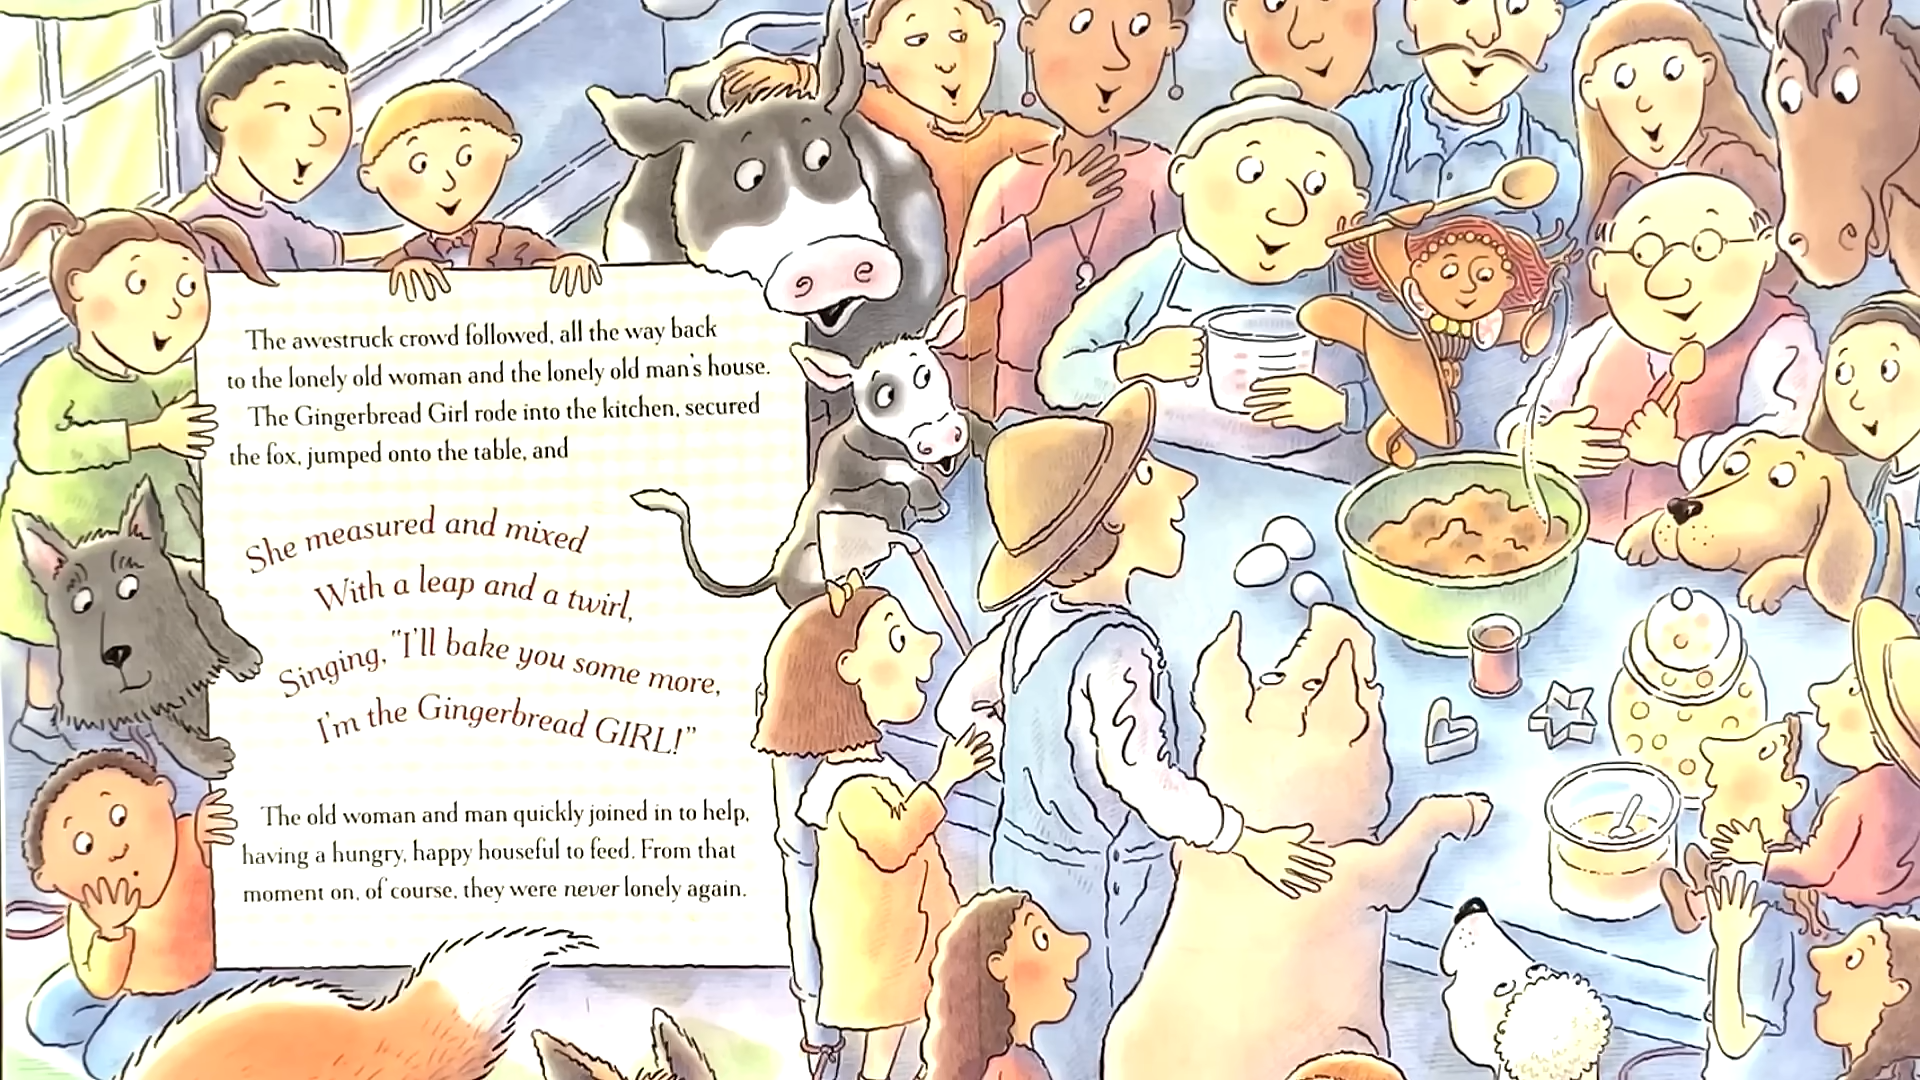 The awestruck crowd followed, all the way back
to the lonely old woman and the lonely old man's house.
The Gingerbread Girl rode into the kitchen, secured
the fox, jumped onto the table, and
She measured and mixed
With a leap and a twirl,
Singing, "I'll bake you some more,
I'm the Gingerbread GIRL!"
The old woman and man quickly joined in to help,
having a hungry, happy houseful to feed. From that
moment on, of course, they were never lonely again.